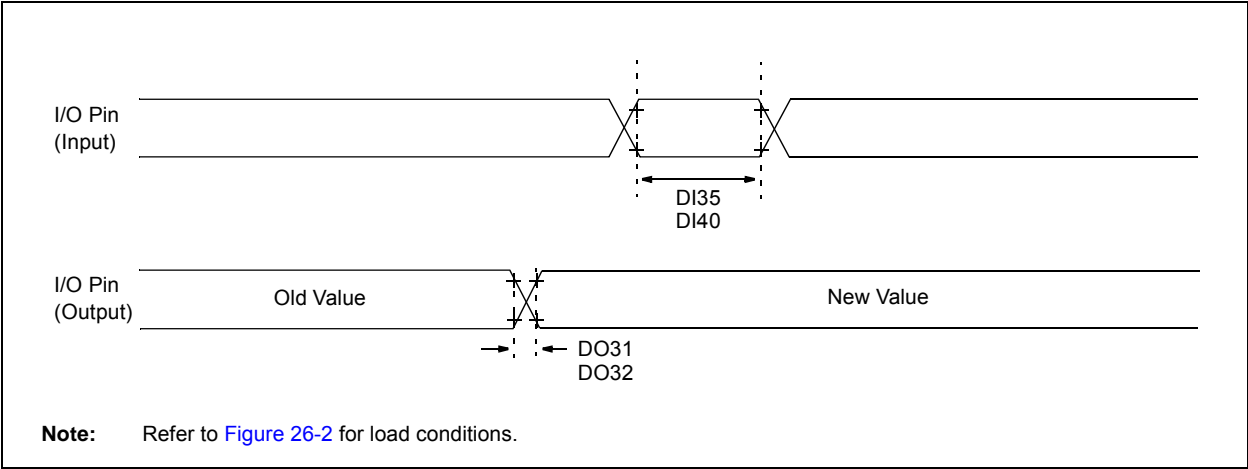 I/O Pin
(Input)
DI35
DI40
I/O Pin
(Output)
Old Value
New Value
DO31
DO32
Note: Refer to Figure 26-2 for load conditions.